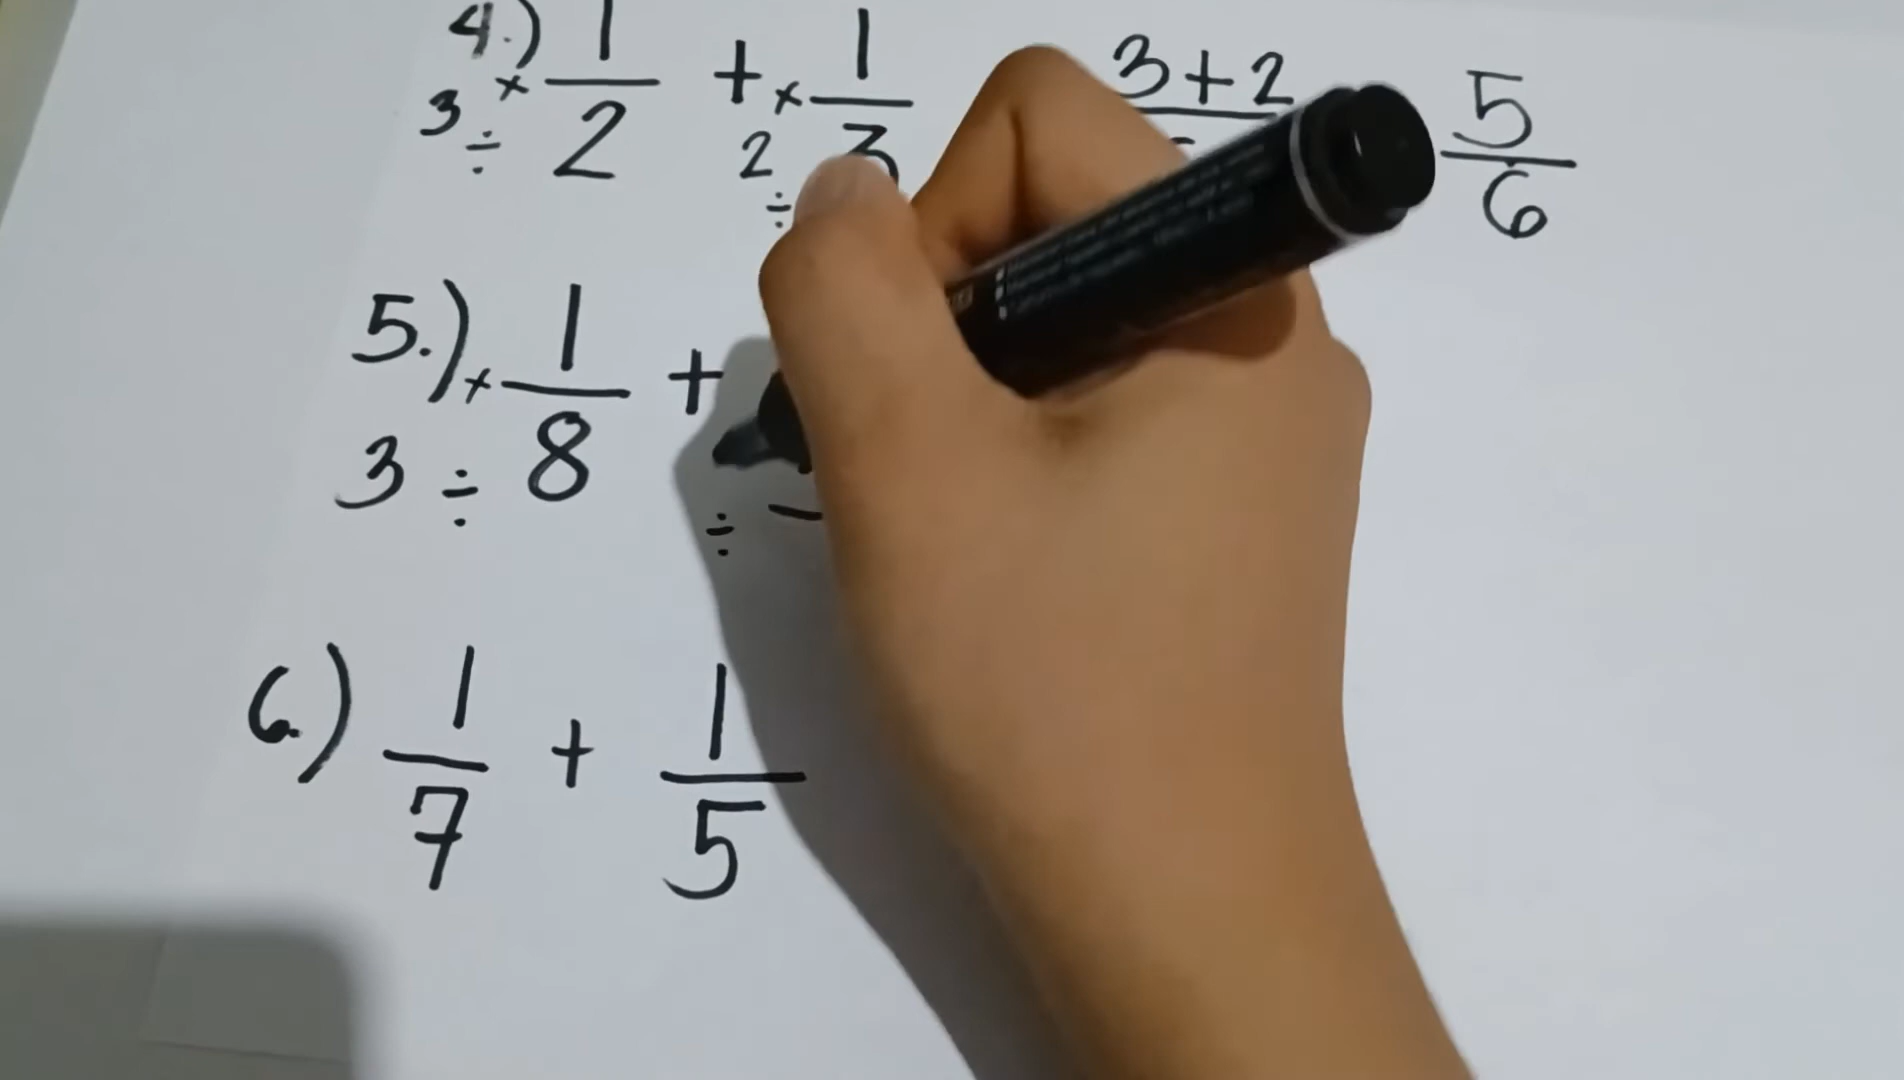 4.) 3 ÷ × 1/2 + 2 ÷ × 1/3 3+2 5/6
5.) 3 ÷ × 1/8 + ÷
6.) 1/7 + 1/5